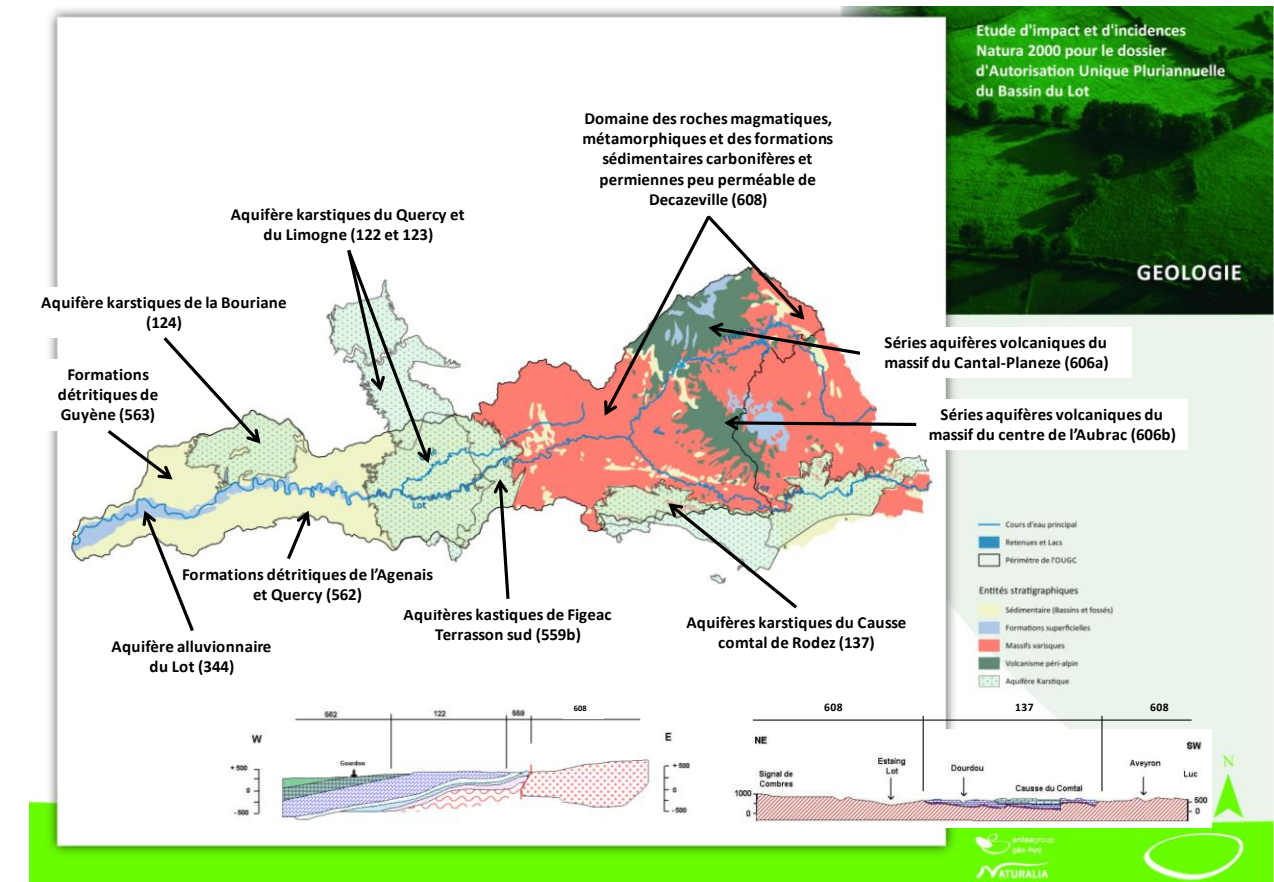 Etude d'impact et d'incidences
Natura 2000 pour le dossier
d'Autorisation Unique Pluriannuelle
du Bassin du Lot
GEOLOGIE
Domaine des roches magmatiques,
métamorphiques et des formations
sédimentaires carbonifères et
permiennes peu perméable de
Decazeville (608)
Aquifère karstiques du Quercy et
du Limogne (122 et 123)
Aquifère karstiques de la Bouriane
(124)
Formations
détritiques de
Guyène (563)
Séries aquifères volcaniques du
massif du Cantal-Planeze (606a)
Séries aquifères volcaniques du
massif du centre de l'Aubrac (606b)
Lot
Lot
Formations détritiques de l'Agenais
et Quercy (562)
Aquitères kastiques de Figeac
Terrasson sud (559b)
Aquifères karstiques du Causse
comtal de Rodez (137)
Aquifère alluvionnaire
du Lot (344)
Cours d'eau principal
Retenues et Lacs
Périmètre de l'OUGC
Entités stratigraphiques
Sédimentaire (Bassins et fossés)
Formations superficielles
Massifs varisques
Volcanisme péri-alpin
Aquifère Karstique
562 122 559 608
W E
Gourdon
+ 500 + 500
0 0
- 500 - 500
608 137 608
NE SW
Signal de
Combres
Estaing
Lot
Dourdou
Causse du Comtal
Aveyron
Luc
1000 500
0 0
N
anteagroup
géo-hyd
NATURALIA